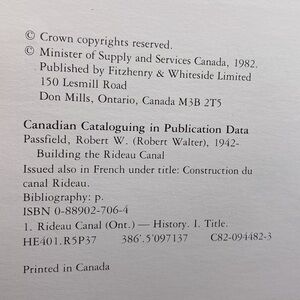 © Crown copyrights reserved.
© Minister of Supply and Services Canada, 1982.
Published by Fitzhenry & Whiteside Limited
150 Lesmill Road
Don Mills, Ontario, Canada M3B 2T5
Canadian Cataloguing in Publication Data
Passfield, Robert W. (Robert Walter), 1942-
Building the Rideau Canal
Issued also in French under title: Construction du
canal Rideau.
Bibliography: p.
ISBN 0-88902-706-4
1. Rideau Canal (Ont.) — History. I. Title.
HE401.R5P37 386'.5'097137 C82-094482-3
Printed in Canada